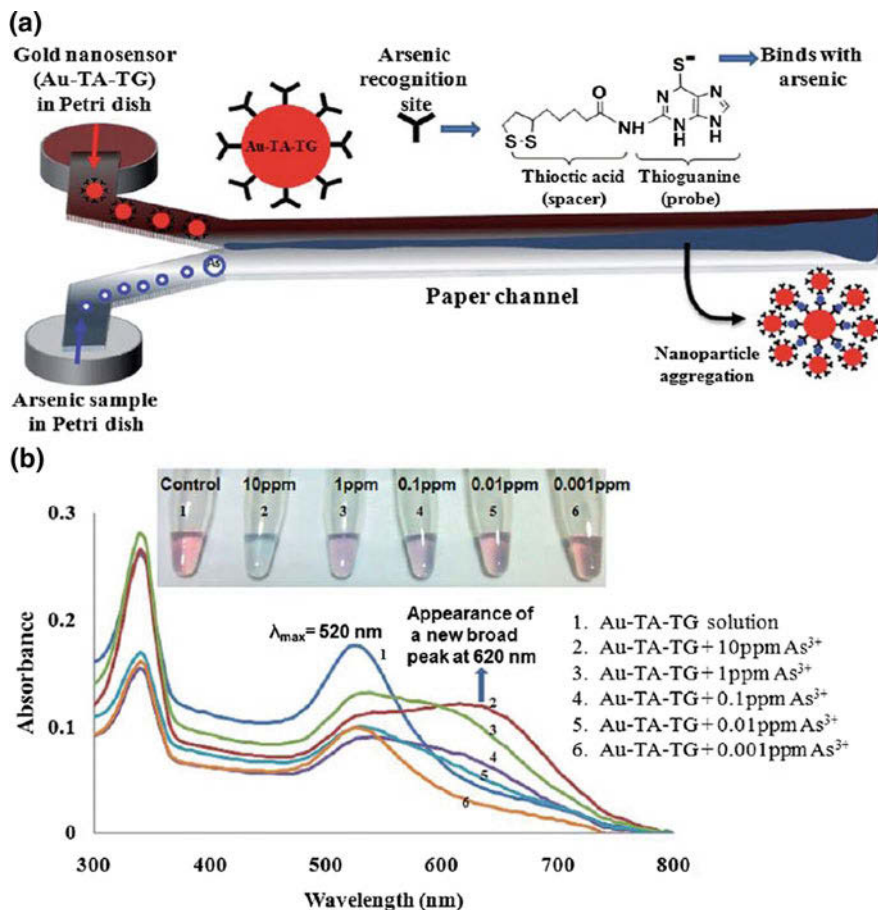 (a)
Gold nanosensor
(Au-TA-TG)
in Petri dish
Au-TA-TG
Arsenic
recognition
site
S
O
NH
N
N
N
H
N
H
N
S-S
Binds with
arsenic
Thioctic acid
(spacer)
Thioguanine
(probe)
As
Paper channel
Arsenic sample
in Petri dish
Nanoparticle
aggregation
(b)
Control 10ppm 1ppm 0.1ppm 0.01ppm 0.001ppm
1 2 3 4 5 6
0.3
0.2
0.1
0
Absorbance
λmax= 520 nm
Appearance of
a new broad
peak at 620 nm
1
2
3
4
5
6
1. Au-TA-TG solution
2. Au-TA-TG+10ppm As³⁺
3. Au-TA-TG+1ppm As³⁺
4. Au-TA-TG+0.1ppm As³⁺
5. Au-TA-TG+0.01ppm As³⁺
6. Au-TA-TG+0.001ppm As³⁺
300 400 500 600 700 800
Wavelength (nm)